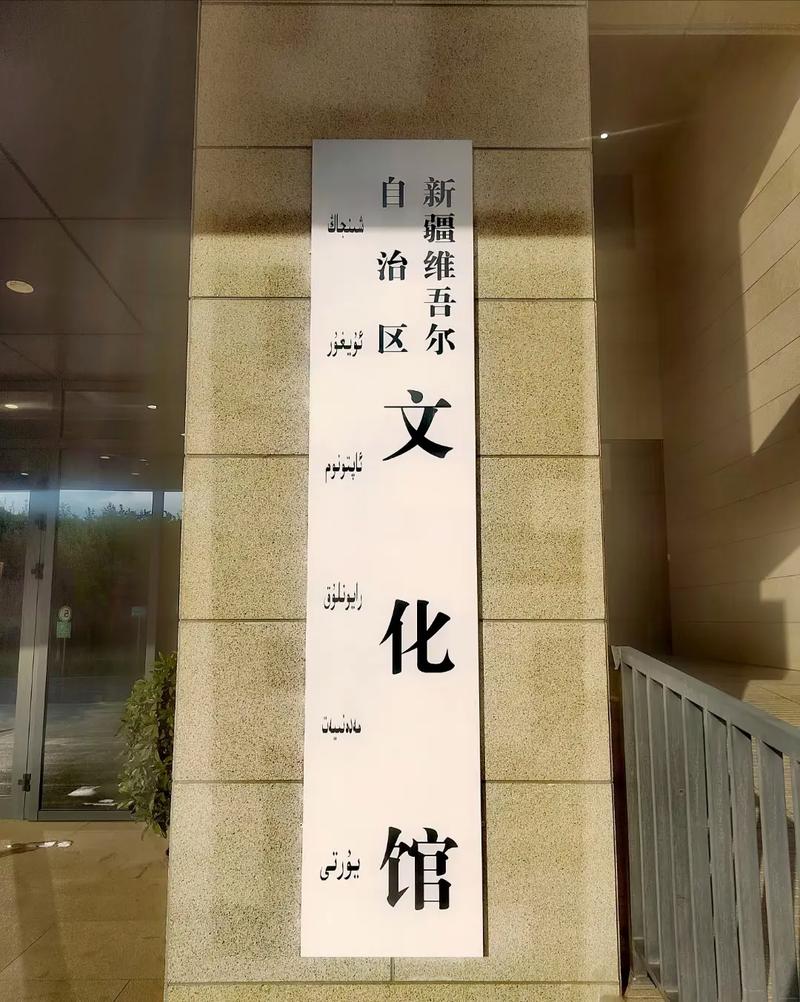 新疆维吾尔
自治区
文化馆
شىنجاڭ
ئۇيغۇر
ئاپتونوم
رايونلۇق
مەدەنىيەت
يۇرتى